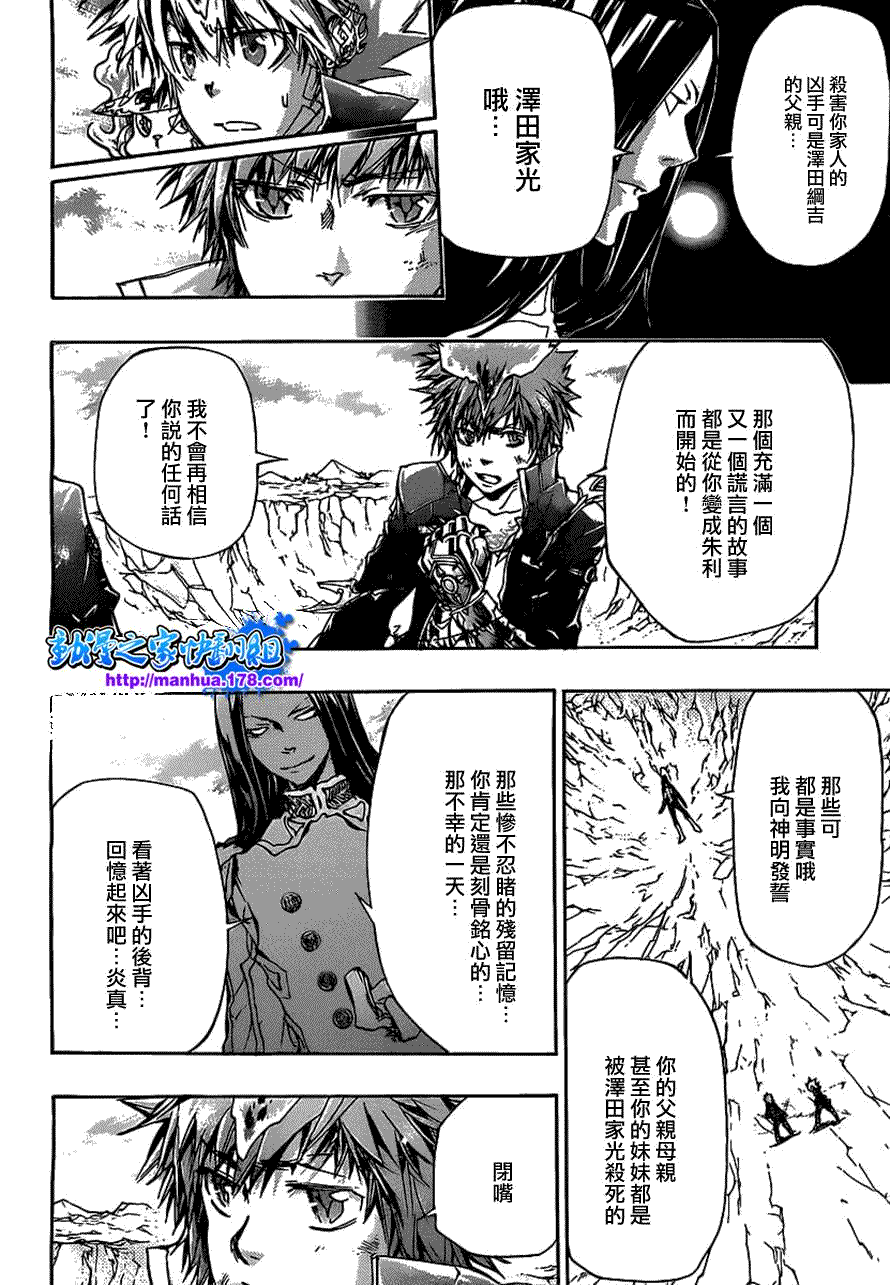 殺害你家人的
凶手可是澤田綱吉
的父親…
澤田家光
哦…
那個充滿一個
又一個謊言的故事
都是從你變成朱利
而開始的！
我不會再相信
你説的任何話
了！
動漫之家快翻組
http://manhua.178.com/
那些可
都是事實哦
我向神明發誓
你的父親母親
甚至你的妹妹都是
被澤田家光殺死的
那些慘不忍睹的殘留記憶…
你肯定還是刻骨銘心的…
那不幸的一天…
看著凶手的後背…
回憶起來吧…炎真…
閉嘴